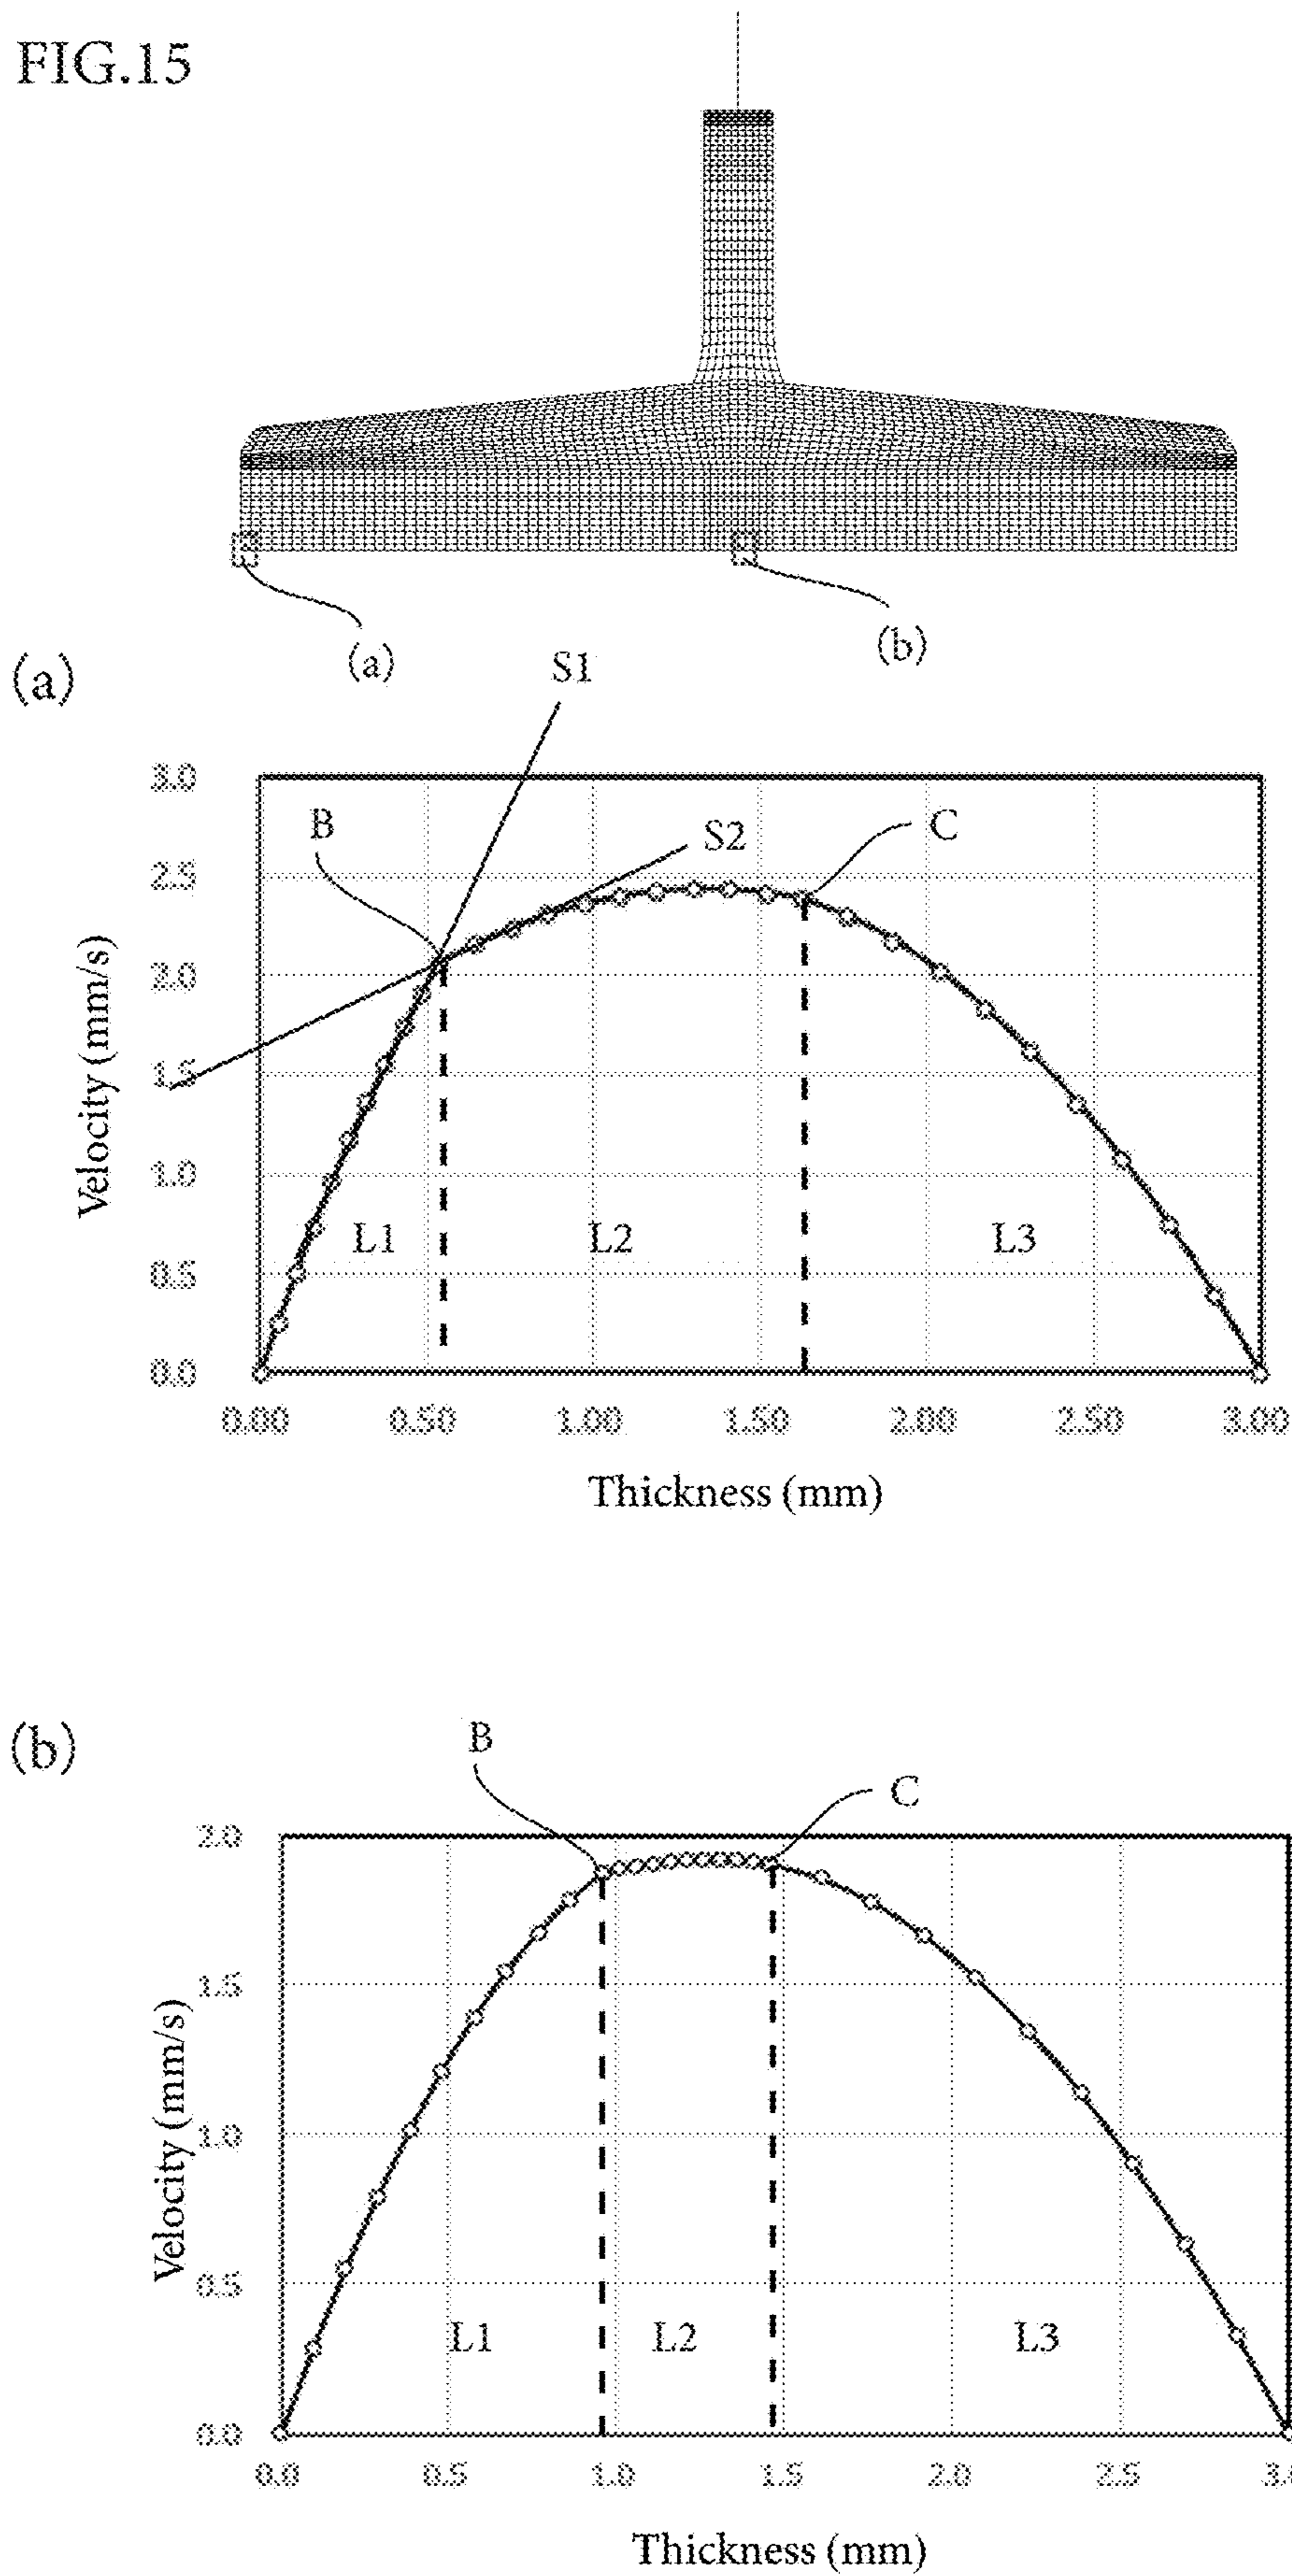 FIG.15
(a)
(b)
(a)
S1
3.0
B
S2
C
2.5
2.0
1.5
1.0
L1
L2
L3
0.5
0.0
Velocity (mm/s)
0.00
0.50
1.00
1.50
2.00
2.50
3.00
Thickness (mm)
(b)
B
C
2.0
1.5
1.0
0.5
L1
L2
L3
0.0
Velocity (mm/s)
0.0
0.5
1.0
1.5
2.0
2.5
3.
Thickness (mm)